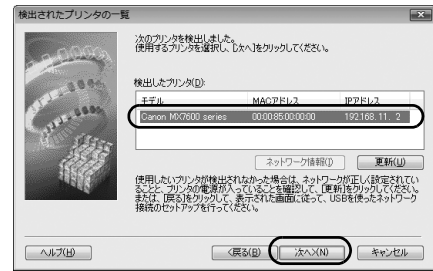 検出されたプリンタの一覧
次のプリンタを検出しました。
使用するプリンタを選択し、[次へ]をクリックしてください。
検出したプリンタ(D):
モデル MACアドレス IPアドレス
Canon MX7600 series 00:00:85:00:00:00 192.168. 11. 2
ネットワーク情報(I) 更新(U)
使用したいプリンタが検出されなかった場合は、ネットワークが正しく設定されてい
ることと、プリンタの電源が入っていることを確認して、[更新]をクリックしてください。
または、[戻る]をクリックして、表示された画面に従って、USBを使ったネットワーク
接続のセットアップを行ってください。
ヘルプ(H) <戻る(B) 次へ>(N) キャンセル